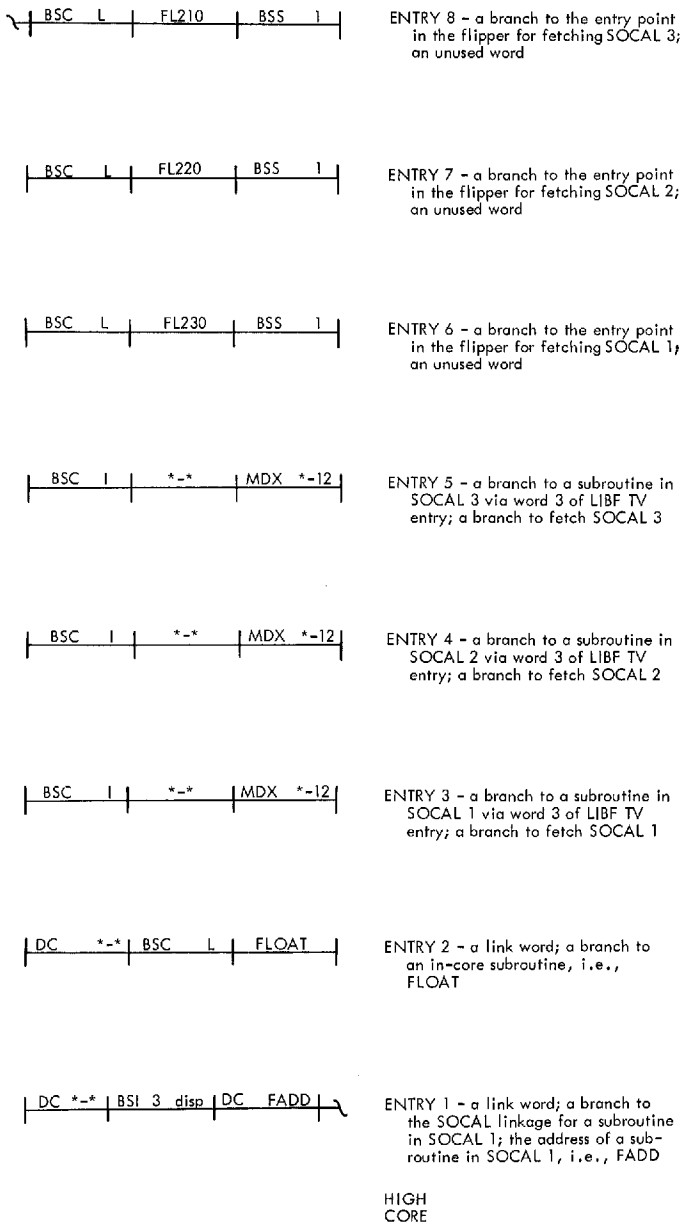 BSC L FL210 BSS 1
ENTRY 8 - a branch to the entry point
in the flipper for fetching SOCAL 3;
an unused word
BSC L FL220 BSS 1
ENTRY 7 - a branch to the entry point
in the flipper for fetching SOCAL 2;
an unused word
BSC L FL230 BSS 1
ENTRY 6 - a branch to the entry point
in the flipper for fetching SOCAL 1;
an unused word
BSC I *-* MDX *-12
ENTRY 5 - a branch to a subroutine in
SOCAL 3 via word 3 of LIBF TV
entry; a branch to fetch SOCAL 3
BSC I *-* MDX *-12
ENTRY 4 - a branch to a subroutine in
SOCAL 2 via word 3 of LIBF TV
entry; a branch to fetch SOCAL 2
BSC I *-* MDX *-12
ENTRY 3 - a branch to a subroutine in
SOCAL 1 via word 3 of LIBF TV
entry; a branch to fetch SOCAL 1
DC *-* BSC L FLOAT
ENTRY 2 - a link word; a branch to
an in-core subroutine, i.e.,
FLOAT
DC *-* BSI 3 disp DC FADD
ENTRY 1 - a link word; a branch to
the SOCAL linkage for a subroutine
in SOCAL 1; the address of a sub-
routine in SOCAL 1, i.e., FADD
HIGH
CORE